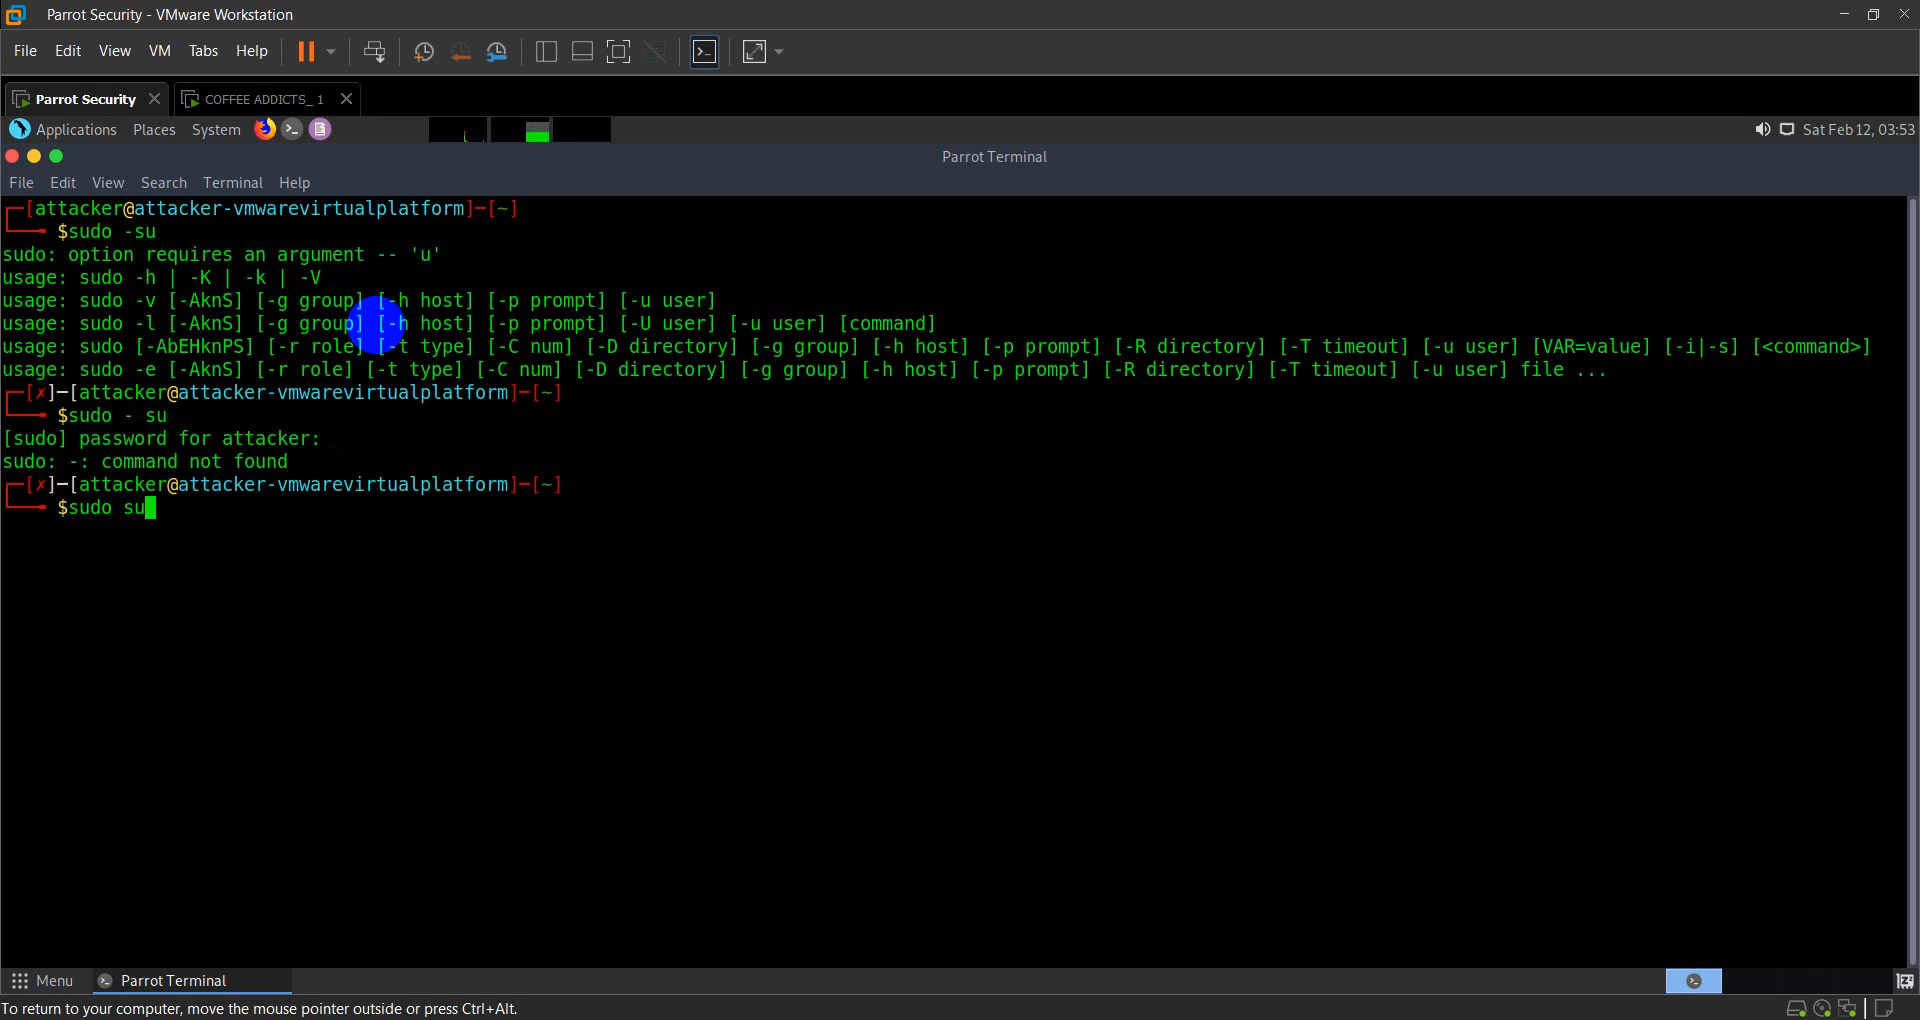 Parrot Security - VMware Workstation
File Edit View VM Tabs Help
Parrot Security COFFEE ADDICTS_ 1
Applications Places System Sat Feb 12, 03:53
Parrot Terminal
File Edit View Search Terminal Help
┌─[attacker@attacker-vmwarevirtualplatform]─[~]
└──╼ $sudo -su
sudo: option requires an argument -- 'u'
usage: sudo -h | -K | -k | -V
usage: sudo -v [-AknS] [-g group] [-h host] [-p prompt] [-u user]
usage: sudo -l [-AknS] [-g group] [-h host] [-p prompt] [-U user] [-u user] [command]
usage: sudo [-AbEHknPS] [-r role] [-t type] [-C num] [-D directory] [-g group] [-h host] [-p prompt] [-R directory] [-T timeout] [-u user] [VAR=value] [-i|-s] [<command>]
usage: sudo -e [-AknS] [-r role] [-t type] [-C num] [-D directory] [-g group] [-h host] [-p prompt] [-R directory] [-T timeout] [-u user] file ...
┌─[✗]─[attacker@attacker-vmwarevirtualplatform]─[~]
└──╼ $sudo - su
[sudo] password for attacker:
sudo: -: command not found
┌─[✗]─[attacker@attacker-vmwarevirtualplatform]─[~]
└──╼ $sudo su
Menu Parrot Terminal
To return to your computer, move the mouse pointer outside or press Ctrl+Alt.